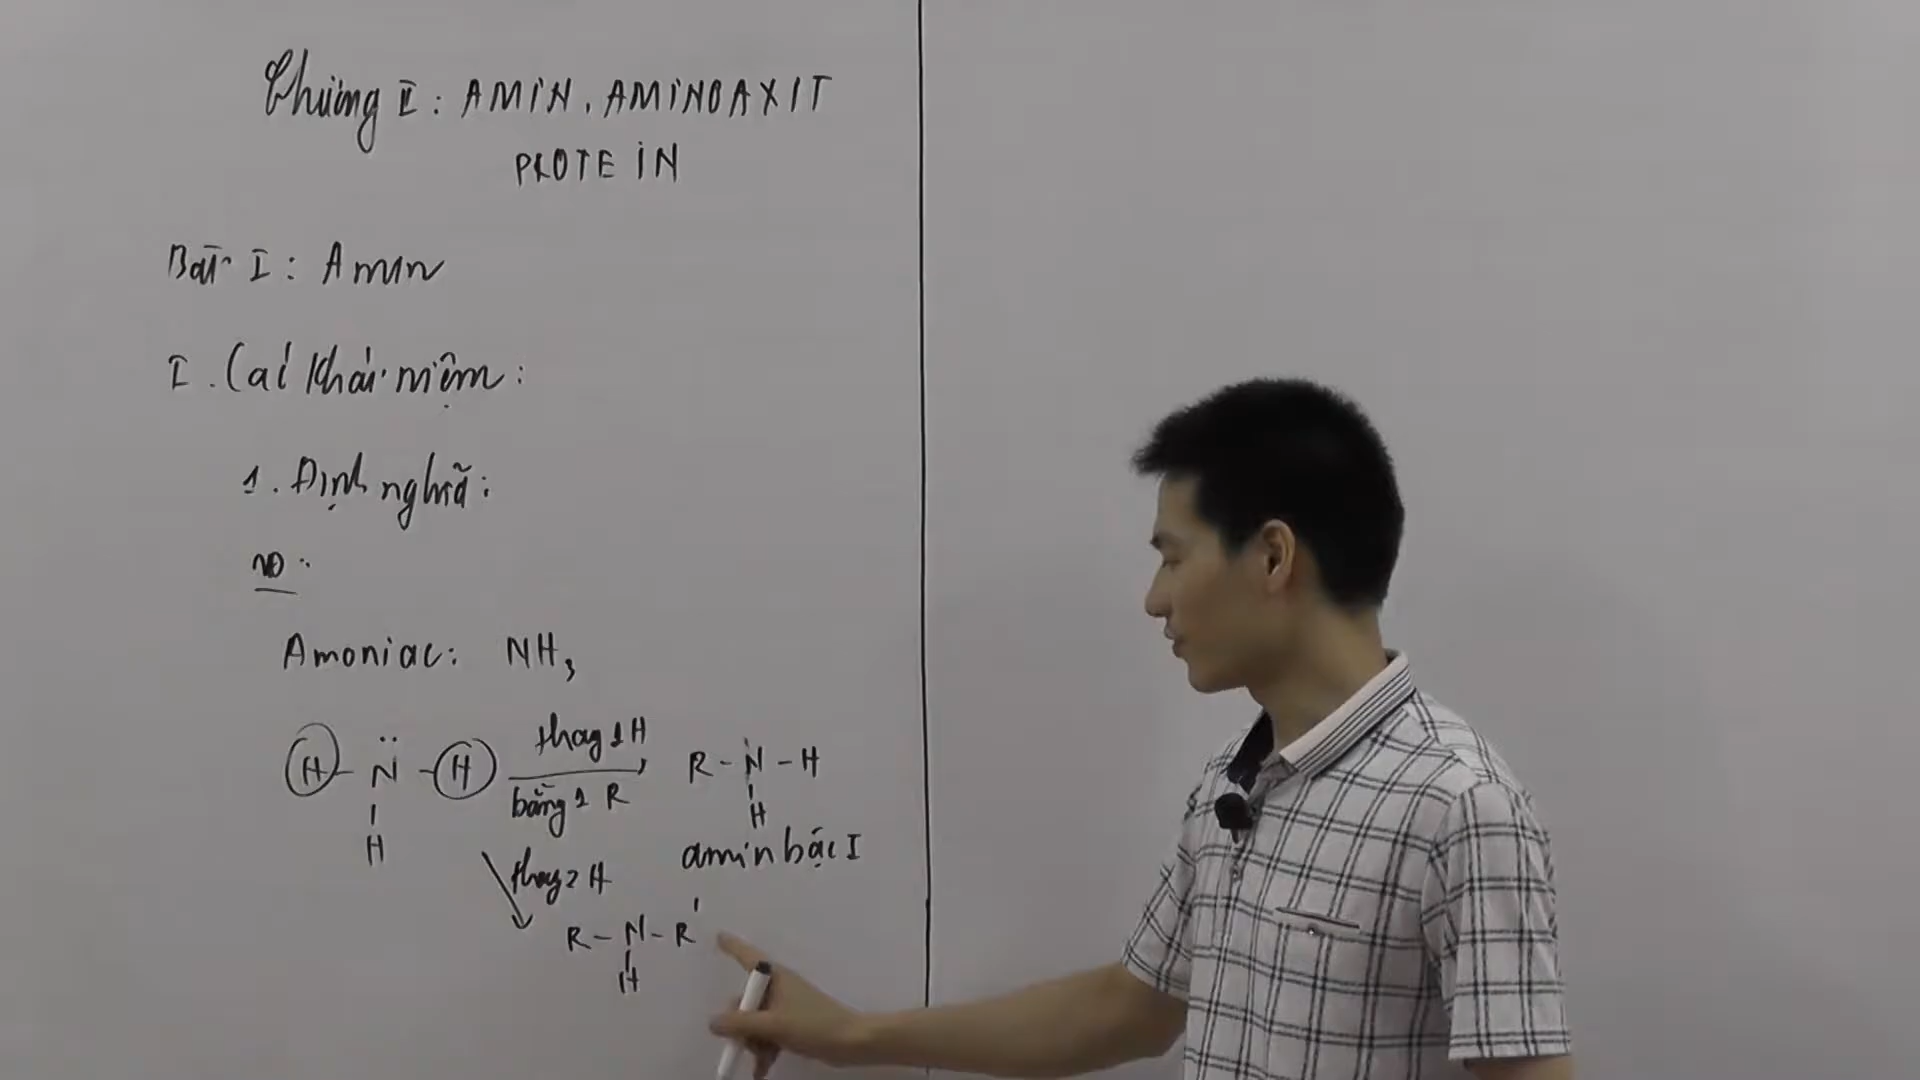 Chương II: AMIN, AMINOAXIT
PROTEIN
Bài I: Amin
I. Các khái niệm:
1. Định nghĩa:
VD:
Amoniac: NH₃
H - N̈ - H
H
thay 1 H
bằng 1 R
R - N - H
H
amin bậc I
thay 2 H
R - N - R'
H